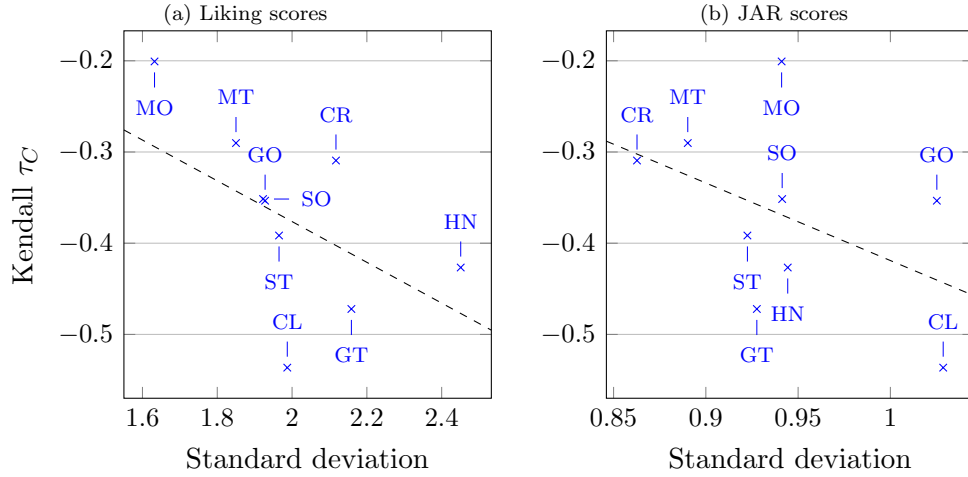 (a) Liking scores
(b) JAR scores
Kendall τC
−0.2
−0.3
−0.4
−0.5
MO
MT
CR
GO
SO
HN
ST
CL
GT
1.6
1.8
2
2.2
2.4
Standard deviation
−0.2
−0.3
−0.4
−0.5
CR
MT
MO
SO
GO
ST
HN
GT
CL
0.85
0.9
0.95
1
Standard deviation